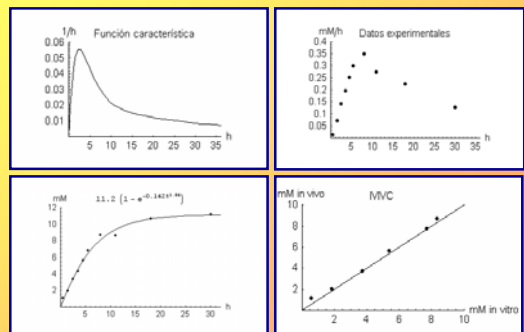 1/h Función característica
0.06
0.05
0.04
0.03
0.02
0.01
5 10 15 20 25 30 35 h
mM/h Datos experimentales
0.4
0.35
0.3
0.25
0.2
0.15
0.1
0.05
5 10 15 20 25 30 35 h
mM
12
10
8
6
4
2
5 10 15 20 25 30 h
mM in vivo IVIVC
10
8
6
4
2
2 4 6 8 10
mM in vitro